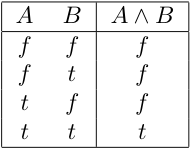 A B A ∧ B
f f f
f t f
t f f
t t t